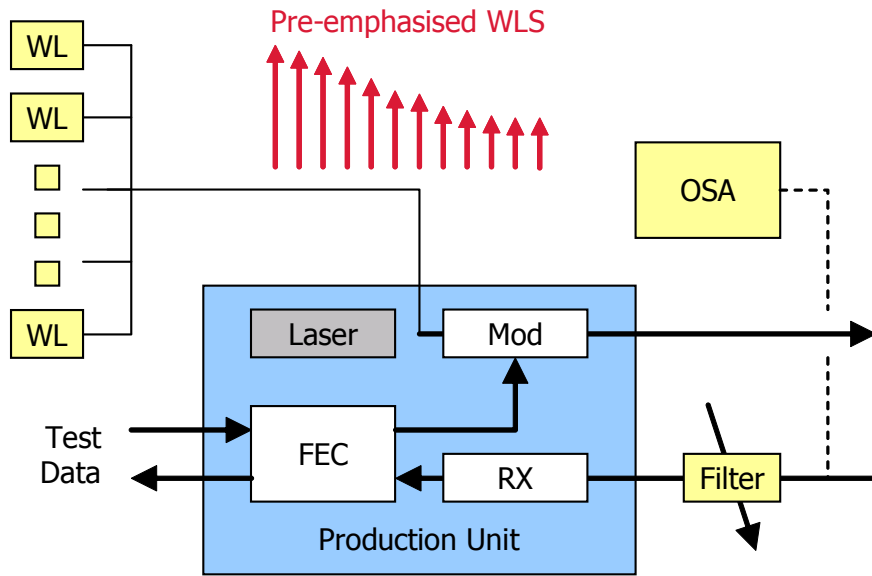 Pre-emphasised WLS
WL
WL
OSA
WL
Laser
Mod
Test
Data
FEC
RX
Filter
Production Unit